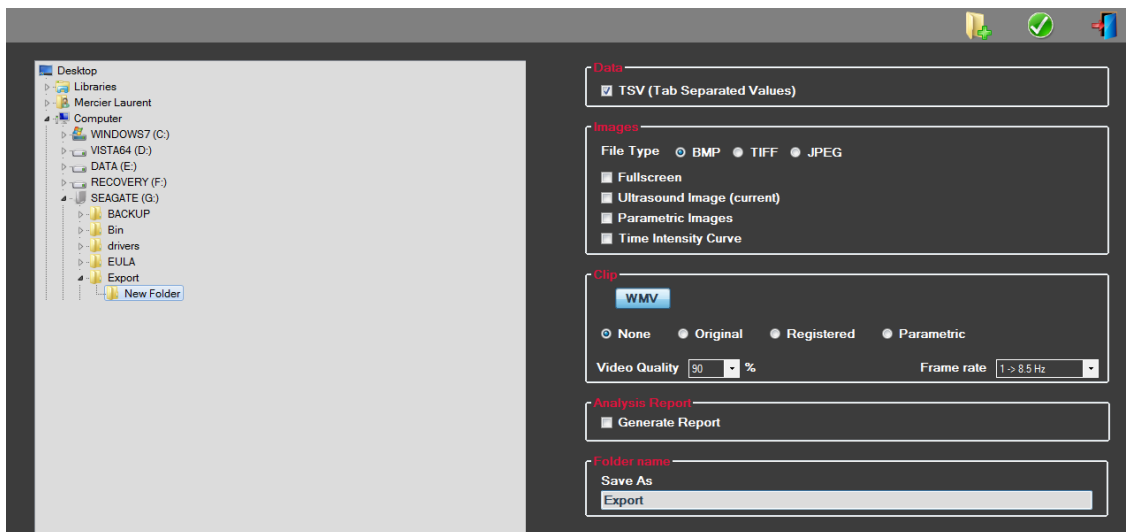 Desktop
Libraries
Mercier Laurent
Computer
WINDOWS7 (C:)
VISTA64 (D:)
DATA (E:)
RECOVERY (F:)
SEAGATE (G:)
BACKUP
Bin
drivers
EULA
Export
New Folder
Data
TSV (Tab Separated Values)
Images
File Type BMP TIFF JPEG
Fullscreen
Ultrasound Image (current)
Parametric Images
Time Intensity Curve
Clip
WMV
None Original Registered Parametric
Video Quality 90 % Frame rate 1 -> 8.5 Hz
Analysis Report
Generate Report
Folder name
Save As
Export